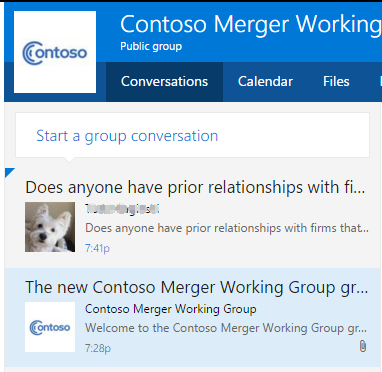 Contoso
Contoso Merger Working
Public group
Conversations Calendar Files
Start a group conversation
Does anyone have prior relationships with fi...
Does anyone have prior relationships with firms that...
7:41p
The new Contoso Merger Working Group gr...
Contoso
Contoso Merger Working Group
Welcome to the Contoso Merger Working Group gr...
7:28p